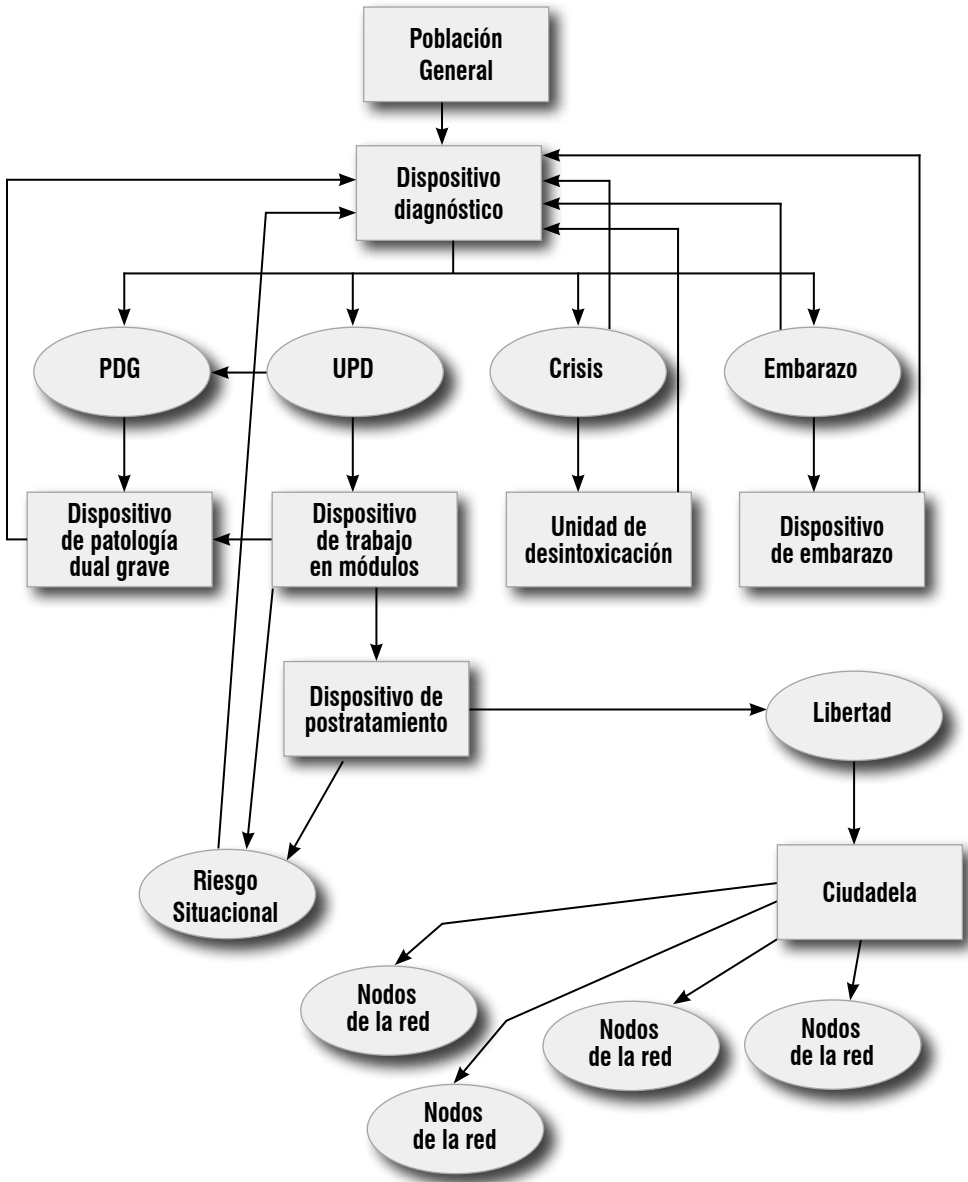 Población
General
Dispositivo
diagnóstico
PDG
UPD
Crisis
Embarazo
Dispositivo
de patología
dual grave
Dispositivo
de trabajo
en módulos
Unidad de
desintoxicación
Dispositivo
de embarazo
Dispositivo de
postratamiento
Libertad
Riesgo
Situacional
Ciudadela
Nodos
de la red
Nodos
de la red
Nodos
de la red
Nodos
de la red